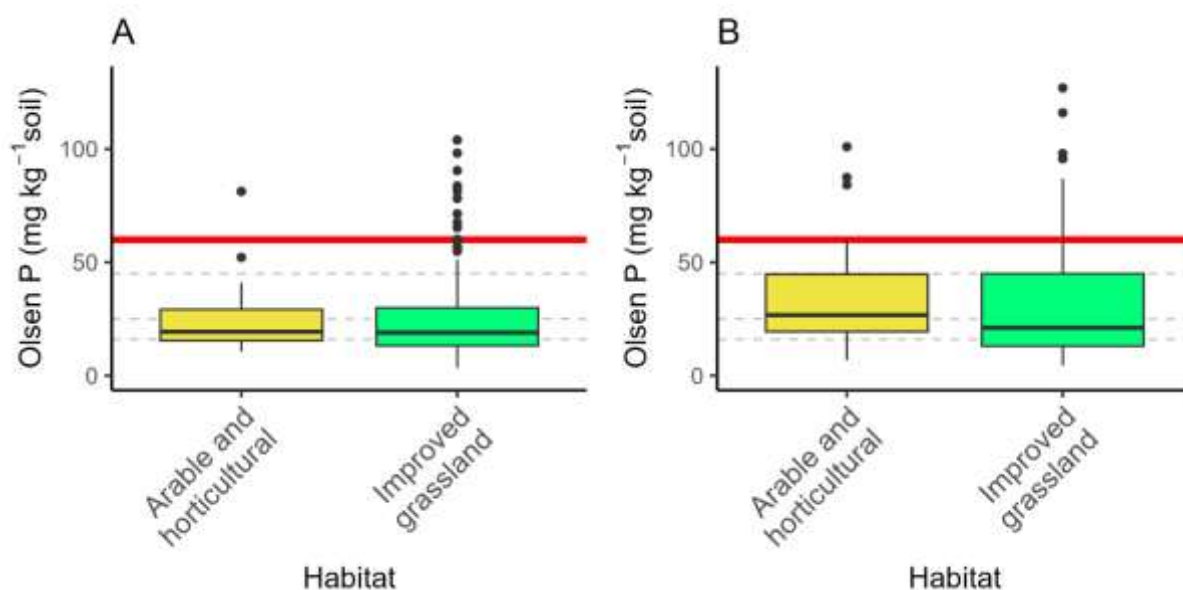 A
Olsen P (mg kg⁻¹soil)
100
50
0
Arable and
horticultural
Improved
grassland
Habitat
B
Olsen P (mg kg⁻¹soil)
100
50
0
Arable and
horticultural
Improved
grassland
Habitat